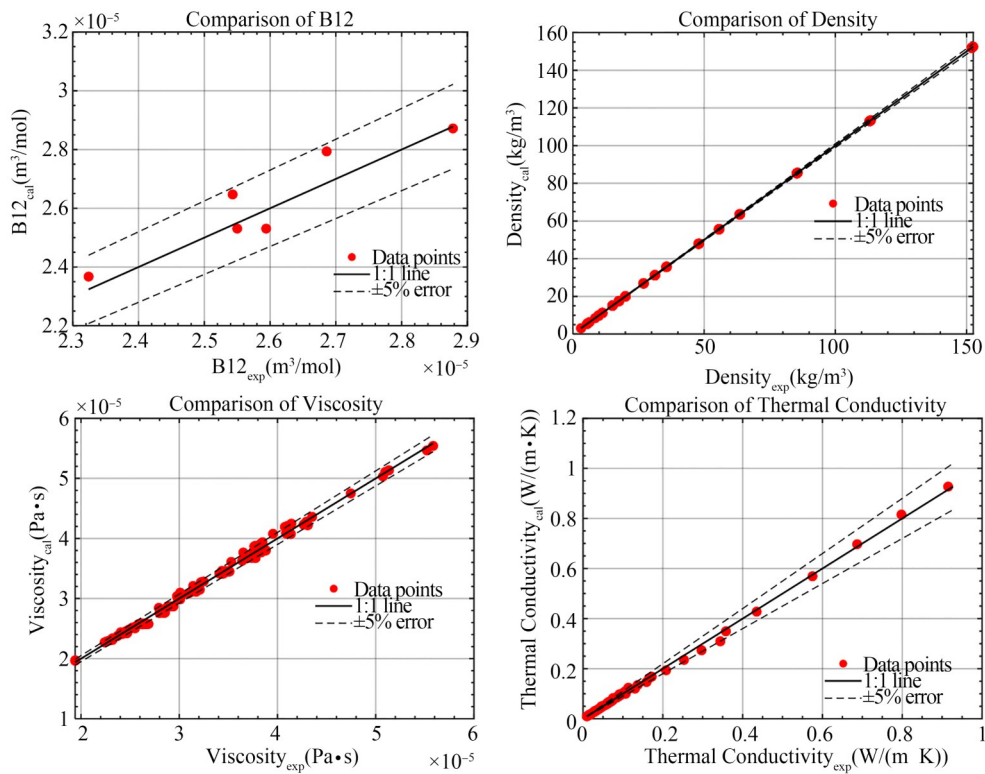 ×10⁻⁵
Comparison of B12
3.2
3
2.8
2.6
2.4
2.2
B12cal(m³/mol)
Data points
1:1 line
±5% error
2.3 2.4 2.5 2.6 2.7 2.8 2.9
B12exp(m³/mol)
×10⁻⁵
Comparison of Density
160
140
120
100
80
60
40
20
0
Densitycal(kg/m³)
Data points
1:1 line
±5% error
0 50 100 150
Densityexp(kg/m³)
×10⁻⁵
Comparison of Viscosity
6
5
4
3
2
1
Viscositycal(Pa•s)
Data points
1:1 line
±5% error
2 3 4 5 6
Viscosityexp(Pa•s)
×10⁻⁵
Comparison of Thermal Conductivity
1.2
1
0.8
0.6
0.4
0.2
0
Thermal Conductivitycal(W/(m•K))
Data points
1:1 line
±5% error
0 0.2 0.4 0.6 0.8 1
Thermal Conductivityexp(W/(m K))